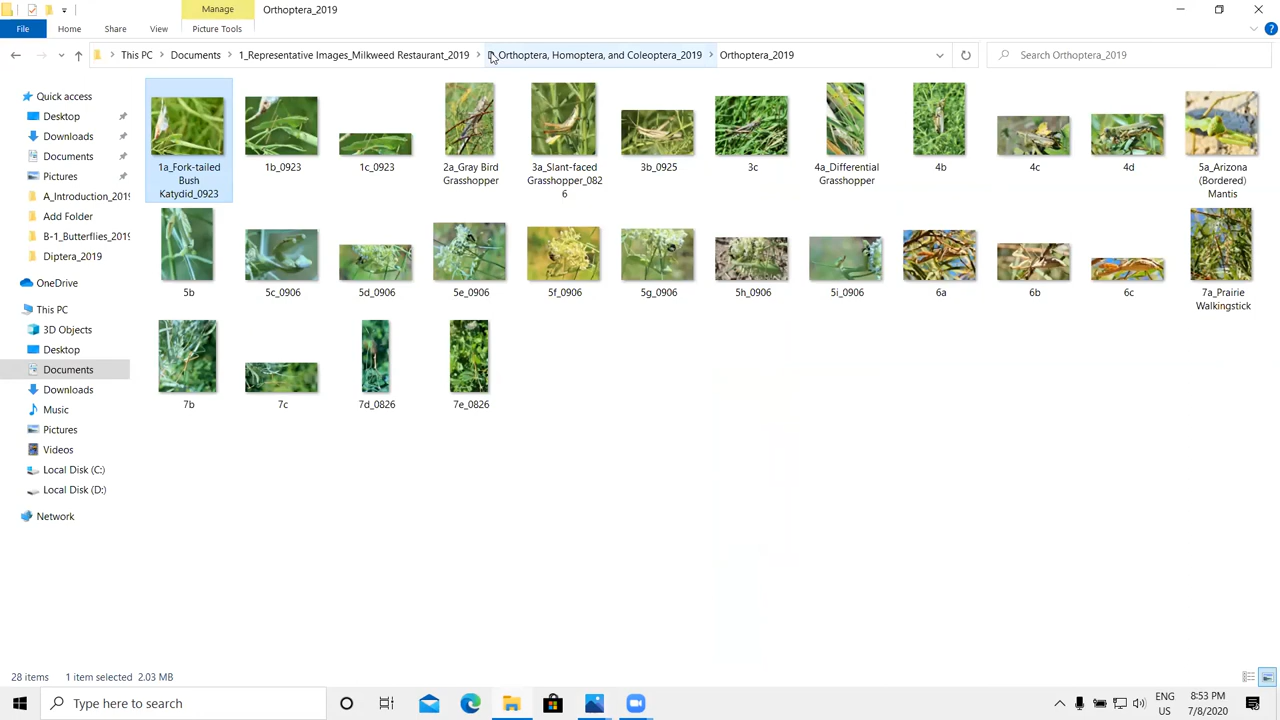 Manage
Orthoptera_2019
File
Home
Share
View
Picture Tools
This PC
Documents
1_Representative Images_Milkweed Restaurant_2019
Orthoptera, Homoptera, and Coleoptera_2019
Orthoptera_2019
Search Orthoptera_2019
Quick access
Desktop
Downloads
Documents
Pictures
A_Introduction_2019
Add Folder
B-1_Butterflies_2019
Diptera_2019
OneDrive
This PC
3D Objects
Desktop
Documents
Downloads
Music
Pictures
Videos
Local Disk (C:)
Local Disk (D:)
Network
1a_Fork-tailed
Bush
Katydid_0923
1b_0923
1c_0923
2a_Gray Bird
Grasshopper
3a_Slant-faced
Grasshopper_082
6
3b_0925
3c
4a_Differential
Grasshopper
4b
4c
4d
5a_Arizona
(Bordered)
Mantis
5b
5c_0906
5d_0906
5e_0906
5f_0906
5g_0906
5h_0906
5i_0906
6a
6b
6c
7a_Prairie
Walkingstick
7b
7c
7d_0826
7e_0826
28 items
1 item selected 2.03 MB
Type here to search
ENG
US
8:53 PM
7/8/2020